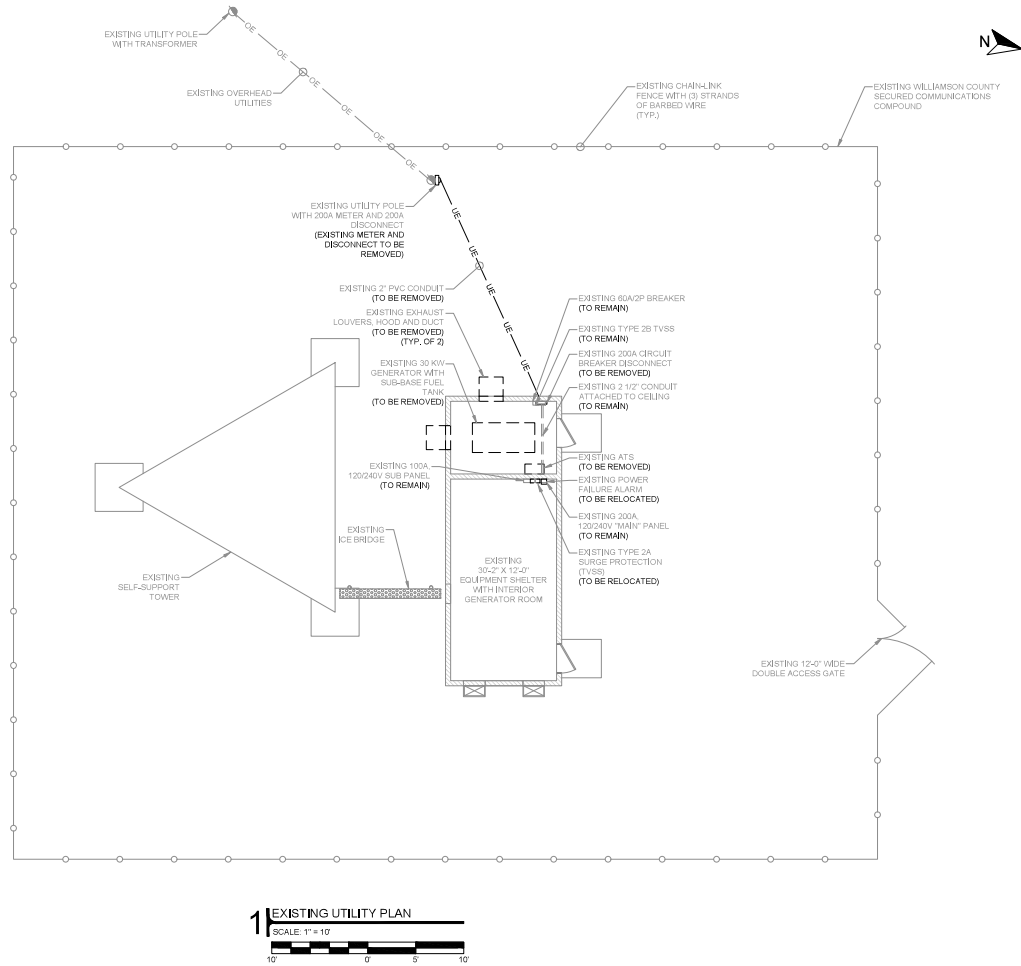 EXISTING UTILITY POLE
WITH TRANSFORMER
OE
OE
OE
OE
OE
OE
EXISTING OVERHEAD
UTILITIES
EXISTING CHAIN-LINK
FENCE WITH (3) STRANDS
OF BARBED WIRE
(TYP.)
EXISTING WILLIAMSON COUNTY
SECURED COMMUNICATIONS
COMPOUND
N
EXISTING UTILITY POLE
WITH 200A METER AND 200A
DISCONNECT
(EXISTING METER AND
DISCONNECT TO BE
REMOVED)
UE
UE
UE
UE
UE
EXISTING 2" PVC CONDUIT
(TO BE REMOVED)
EXISTING EXHAUST
LOUVERS, HOOD AND DUCT
(TO BE REMOVED)
(TYP. OF 2)
EXISTING 30 KW
GENERATOR WITH
SUB-BASE FUEL
TANK
(TO BE REMOVED)
EXISTING 100A,
120/240V SUB PANEL
(TO REMAIN)
EXISTING 60A/2P BREAKER
(TO REMAIN)
EXISTING TYPE 2B TVSS
(TO REMAIN)
EXISTING 200A CIRCUIT
BREAKER DISCONNECT
(TO BE REMOVED)
EXISTING 2 1/2" CONDUIT
ATTACHED TO CEILING
(TO REMAIN)
EXISTING ATS
(TO BE REMOVED)
EXISTING POWER
FAILURE ALARM
(TO BE RELOCATED)
EXISTING 200A,
120/240V "MAIN" PANEL
(TO REMAIN)
EXISTING TYPE 2A
SURGE PROTECTION
(TVSS)
(TO BE RELOCATED)
EXISTING
ICE BRIDGE
EXISTING
SELF-SUPPORT
TOWER
EXISTING
30'-2" X 12'-0"
EQUIPMENT SHELTER
WITH INTERIOR
GENERATOR ROOM
EXISTING 12'-0" WIDE
DOUBLE ACCESS GATE
1
EXISTING UTILITY PLAN
SCALE: 1" = 10'
10' 0' 5' 10'